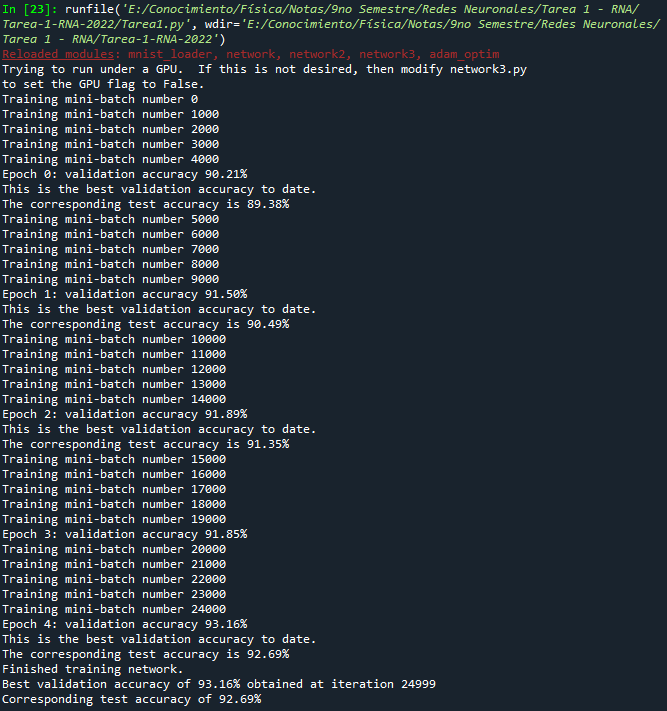 In [23]: runfile('E:/Conocimiento/Física/Notas/9no Semestre/Redes Neuronales/Tarea 1 - RNA/
Tarea-1-RNA-2022/Tarea1.py', wdir='E:/Conocimiento/Física/Notas/9no Semestre/Redes Neuronales/
Tarea 1 - RNA/Tarea-1-RNA-2022')
Reloaded modules: mnist_loader, network, network2, network3, adam_optim
Trying to run under a GPU.  If this is not desired, then modify network3.py
to set the GPU flag to False.
Training mini-batch number 0
Training mini-batch number 1000
Training mini-batch number 2000
Training mini-batch number 3000
Training mini-batch number 4000
Epoch 0: validation accuracy 90.21%
This is the best validation accuracy to date.
The corresponding test accuracy is 89.38%
Training mini-batch number 5000
Training mini-batch number 6000
Training mini-batch number 7000
Training mini-batch number 8000
Training mini-batch number 9000
Epoch 1: validation accuracy 91.50%
This is the best validation accuracy to date.
The corresponding test accuracy is 90.49%
Training mini-batch number 10000
Training mini-batch number 11000
Training mini-batch number 12000
Training mini-batch number 13000
Training mini-batch number 14000
Epoch 2: validation accuracy 91.89%
This is the best validation accuracy to date.
The corresponding test accuracy is 91.35%
Training mini-batch number 15000
Training mini-batch number 16000
Training mini-batch number 17000
Training mini-batch number 18000
Training mini-batch number 19000
Epoch 3: validation accuracy 91.85%
Training mini-batch number 20000
Training mini-batch number 21000
Training mini-batch number 22000
Training mini-batch number 23000
Training mini-batch number 24000
Epoch 4: validation accuracy 93.16%
This is the best validation accuracy to date.
The corresponding test accuracy is 92.69%
Finished training network.
Best validation accuracy of 93.16% obtained at iteration 24999
Corresponding test accuracy of 92.69%